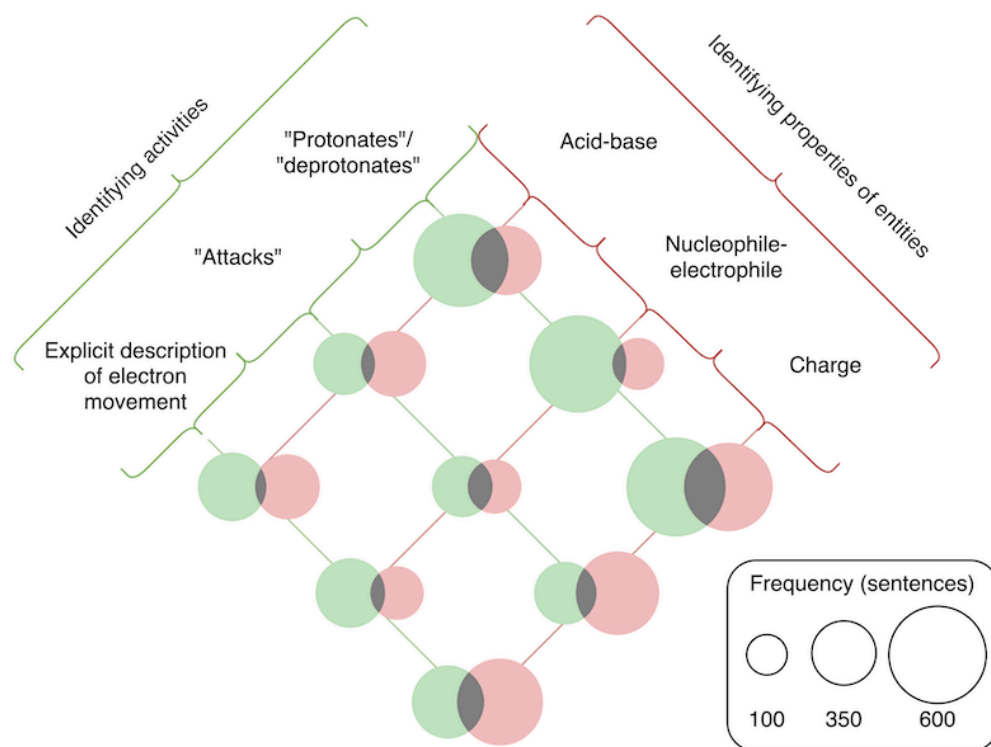 Identifying activities
Identifying properties of entities
"Protonates"/
"deprotonates"
Acid-base
"Attacks"
Nucleophile-
electrophile
Explicit description
of electron
movement
Charge
Frequency (sentences)
100 350 600